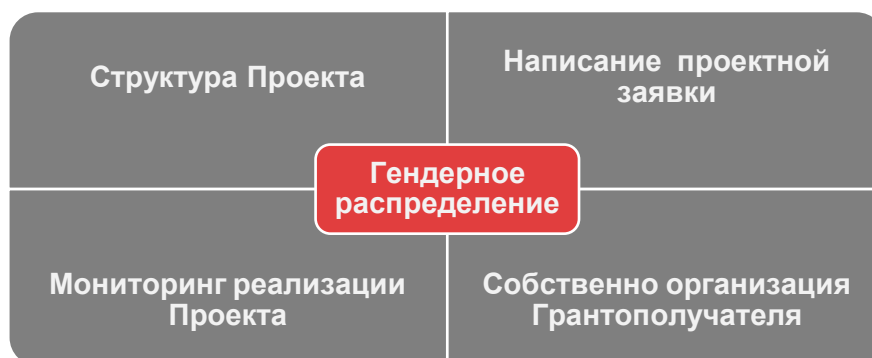 Структура Проекта
Написание проектной
заявки
Гендерное
распределение
Мониторинг реализации
Проекта
Собственно организация
Грантополучателя